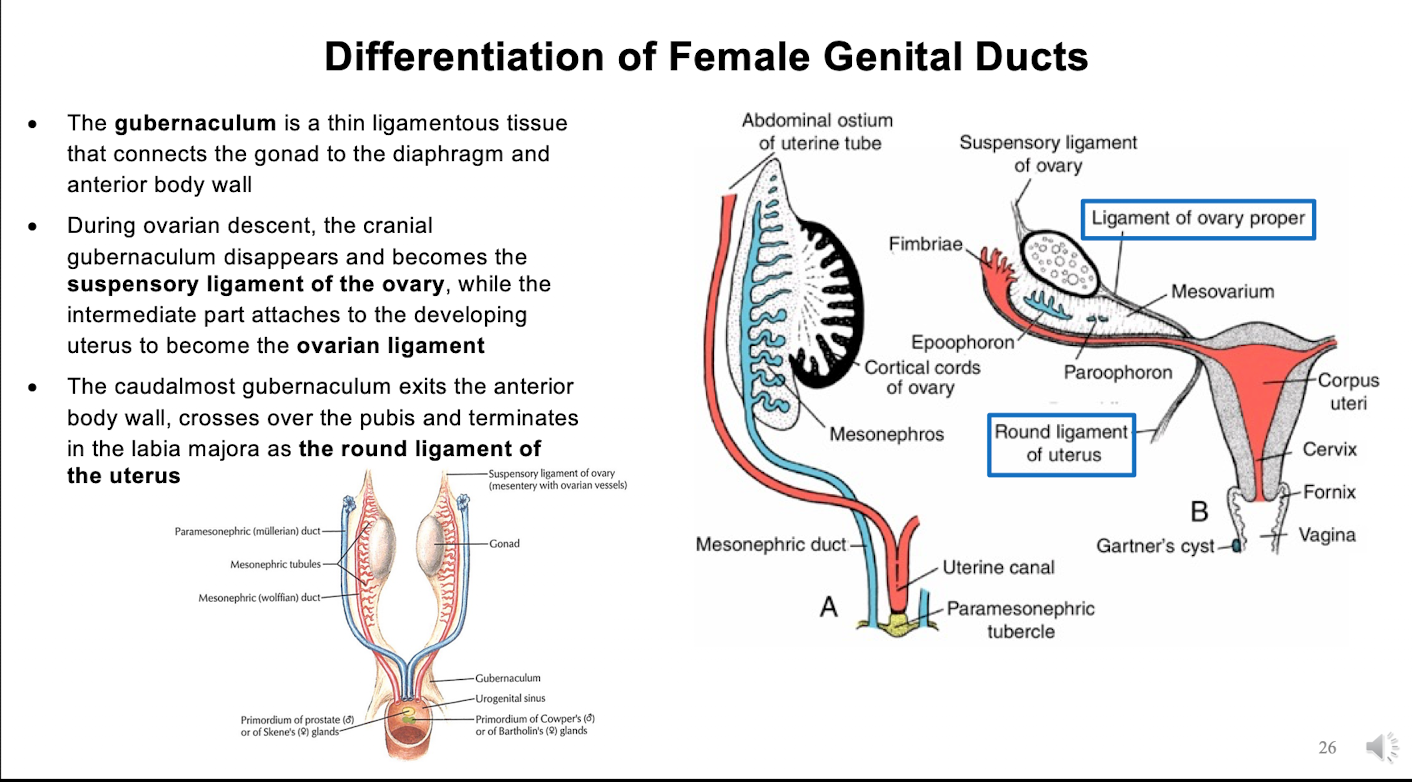 Differentiation of Female Genital Ducts
• The gubernaculum is a thin ligamentous tissue
that connects the gonad to the diaphragm and
anterior body wall
• During ovarian descent, the cranial
gubernaculum disappears and becomes the
suspensory ligament of the ovary, while the
intermediate part attaches to the developing
uterus to become the ovarian ligament
• The caudalmost gubernaculum exits the anterior
body wall, crosses over the pubis and terminates
in the labia majora as the round ligament of
the uterus
Suspensory ligament of ovary
(mesentery with ovarian vessels)
Paramesonephric (müllerian) duct
Gonad
Mesonephric tubules
Mesonephric (wolffian) duct
Gubernaculum
Urogenital sinus
Primordium of prostate (♂)
or of Skene's (♀) glands
Primordium of Cowper's (♂)
or of Bartholin's (♀) glands
Abdominal ostium
of uterine tube
Cortical cords
of ovary
Mesonephros
Mesonephric duct
Uterine canal
A
Paramesonephric
tubercle
Suspensory ligament
of ovary
Ligament of ovary proper
Fimbriae
Mesovarium
Epoophoron
Paroophoron
Corpus
uteri
Round ligament
of uterus
Cervix
Fornix
B
Vagina
Gartner's cyst
26